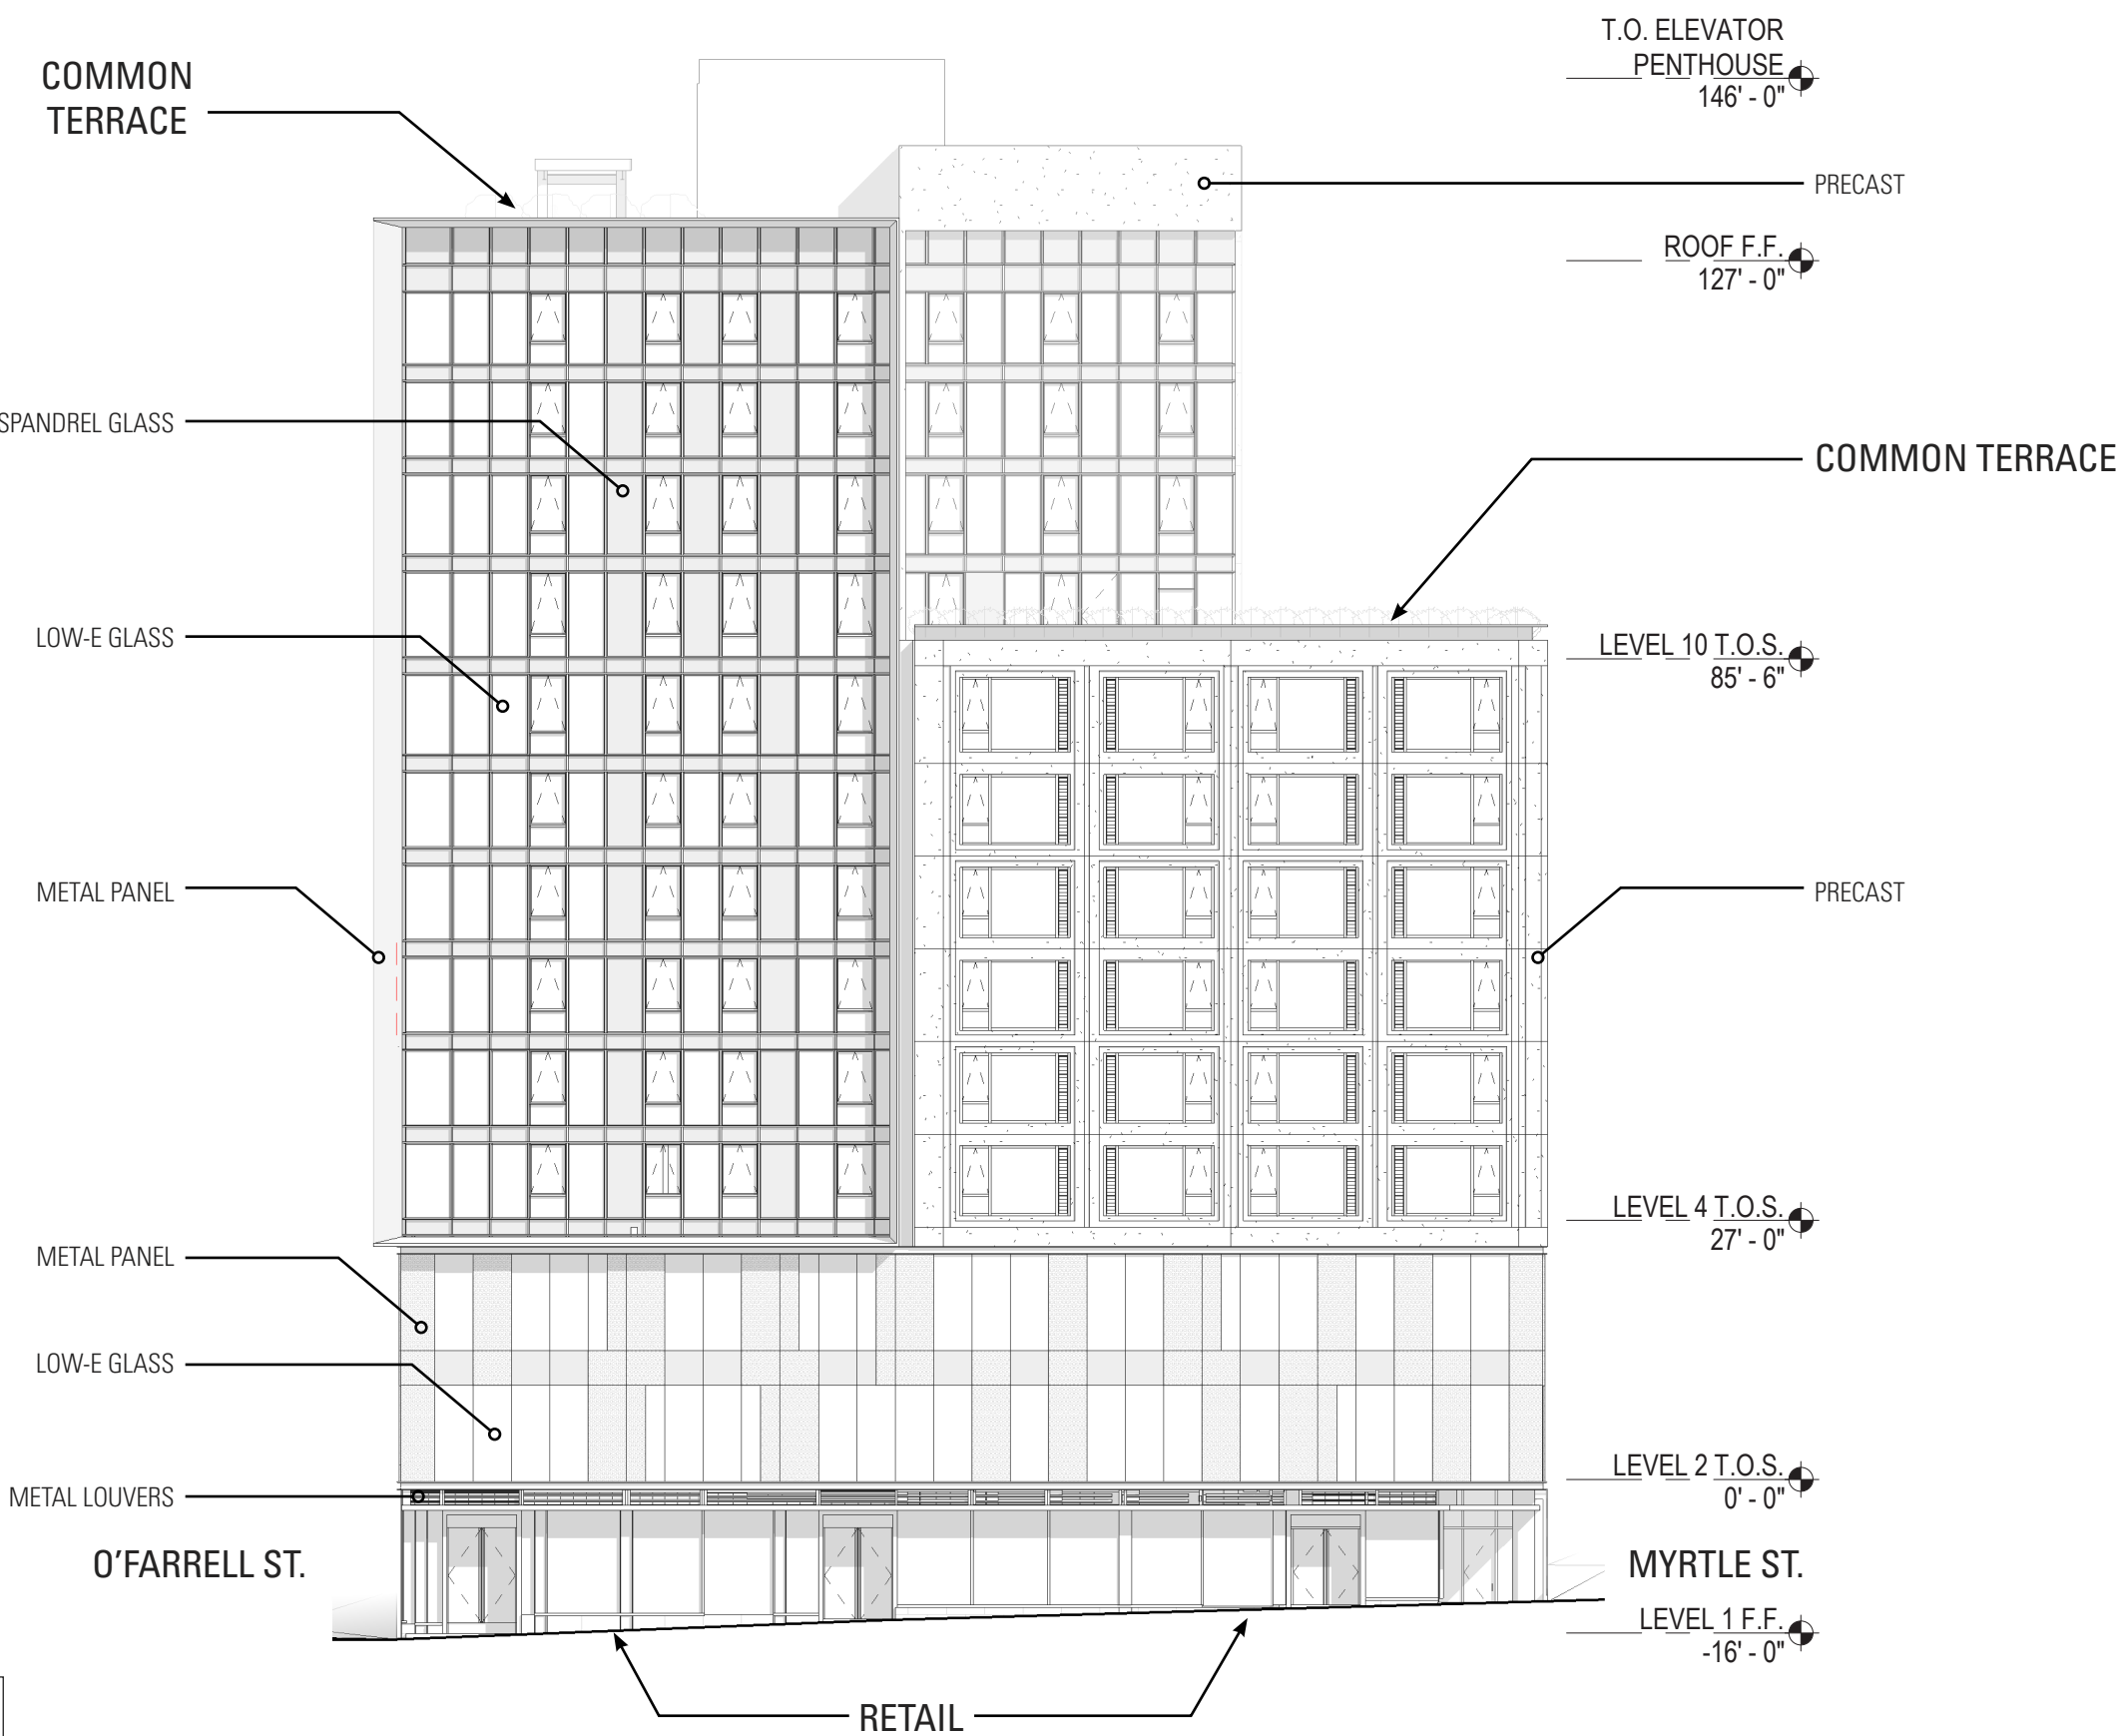 T.O. ELEVATOR
PENTHOUSE
146' - 0"
COMMON
TERRACE
PRECAST
ROOF F.F.
127' - 0"
SPANDREL GLASS
COMMON TERRACE
LOW-E GLASS
LEVEL 10 T.O.S.
85' - 6"
METAL PANEL
PRECAST
LEVEL 4 T.O.S.
27' - 0"
METAL PANEL
LOW-E GLASS
LEVEL 2 T.O.S.
0' - 0"
METAL LOUVERS
O'FARRELL ST.
MYRTLE ST.
LEVEL 1 F.F.
-16' - 0"
RETAIL